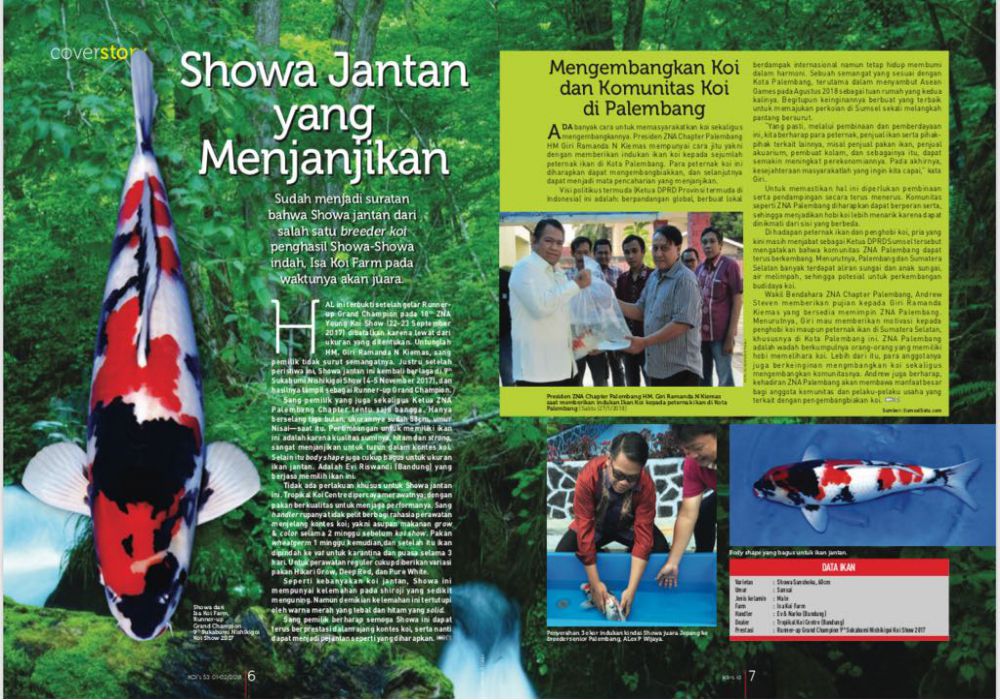 coverstory
Showa Jantan
yang
Menjanjikan
Sudah menjadi suratan
bahwa Showa jantan dari
salah satu breeder koi
penghasil Showa-Showa
indah, Isa Koi Farm pada
waktunya akan juara.
HAL ini terbukti setelah gelar Runner-
up Grand Champion pada 10th ZNA
Young Koi Show (22-23 September
2017) dibatalkan karena lewat dari
ukuran yang ditentukan. Untunglah
HM, Giri Ramanda N Kiemas, sang
pemilik tidak surut semangatnya. Justru setelah
peristiwa ini, Showa jantan ini kembali berlaga di 9th
Sukabumi Nishikigoi Show (4-5 November 2017), dan
hasilnya tampil sebagai Runner-up Grand Champion.
Sang pemilik yang juga sekaligus Ketua ZNA
Palembang Chapter tentu saja bangga. Hanya
berselang tiga bulan, ukurannya sudah 58cm, umur
Nisai—saat itu. Pertimbangan untuk memiliki ikan
ini adalah karena kualitas suminya, hitam dan strong,
sangat menjanjikan untuk turun dalam kontes koi.
Selain itu body shape juga cukup bagus untuk ukuran
ikan jantan. Adalah Evi Riswandi (Bandung) yang
berjasa memilih ikan ini.
Tidak ada perlakuan khusus untuk Showa jantan
ini. Tropical Koi Centre dipercaya merawatnya; dengan
pakan berkualitas untuk menjaga performanya. Sang
handler rupanya tidak pelit berbagi rahasia perawatan
menjelang kontes koi; yakni asupan makanan grow
& color selama 2 minggu sebelum koi show. Pakan
wheatgerm 1 minggu kemudian, dan setelah itu ikan
dipindah ke vat untuk karantina dan puasa selama 3
hari. Untuk perawatan reguler cukup diberikan variasi
pakan Hikari Grow, Deep Red, dan Pure White.
Seperti kebanyakan koi jantan, Showa ini
mempunyai kelemahan pada shiroji yang sedikit
menguning. Namun demikian kelemahan ini tertutupi
oleh warna merah yang tebal dan hitam yang solid.
Sang pemilik berharap semoga Showa ini dapat
terus berprestasi dalam ajang kontes koi, serta nanti
dapat menjadi pejantan seperti yang diharapkan.
Showa dari
Isa Koi Farm,
Runner-up
Grand Champion
9th Sukabumi Nishikigoi
Koi Show 2017
6
Mengembangkan Koi
dan Komunitas Koi
di Palembang
ADA banyak cara untuk memasyarakatkan koi sekaligus
mengembangkannya. Presiden ZNA Chapter Palembang
HM Giri Ramanda N Kiemas mempunyai cara jitu yakni
dengan memberikan indukan ikan koi kepada sejumlah
peternak ikan di Kota Palembang. Para peternak koi ini
diharapkan dapat mengembangbiakkan, dan selanjutnya
dapat menjadi mata pencaharian yang menjanjikan.
Visi politikus termuda (Ketua DPRD Provinsi termuda di
Indonesia) ini adalah; berpandangan global, berbuat lokal
berdampak internasional namun tetap hidup membumi
dalam harmoni. Sebuah semangat yang sesuai dengan
Kota Palembang, terutama dalam menyambut Asean
Games pada Agustus 2018 sebagai tuan rumah yang kedua
kalinya. Begitupun keinginannya berbuat yang terbaik
untuk memajukan perkoian di Sumsel sekali melangkah
pantang bersurut.
"Yang pasti, melalui pembinaan dan pemberdayaan
ini, kita berharap para peternak, penjual ikan serta pihak-
pihak terkait lainnya, misal penjual pakan ikan, penjual
akuarium, pembuat kolam, dan sebagainya itu, dapat
semakin meningkat perekonomiannya. Pada akhirnya,
kesejahteraan masyarakatlah yang ingin kita capai," kata
Giri.
Untuk memastikan hal ini diperlukan pembinaan
serta pendampingan secara terus menerus. Komunitas
seperti ZNA Palembang diharapkan dapat berperan serta,
sehingga menjadikan hobi koi lebih menarik karena dapat
dinikmati dari sisi yang berbeda.
Di hadapan peternak ikan dan penghobi koi, pria yang
kini masih menjabat sebagai Ketua DPRD Sumsel tersebut
mengatakan bahwa komunitas ZNA Palembang dapat
terus berkembang. Menurutnya, Palembang dan Sumatera
Selatan banyak terdapat aliran sungai dan anak sungai,
air melimpah, sehingga potesial untuk perkembangan
budidaya koi.
Wakil Bendahara ZNA Chapter Palembang, Andrew
Steven memberikan pujian kepada Giri Ramanda
Kiemas yang bersedia memimpin ZNA Palembang.
Menurutnya, Giri mau memberikan motivasi kepada
penghobi koi maupun peternak ikan di Sumatera Selatan,
khususnya di Kota Palembang ini. ZNA Palembang
adalah wadah berkumpulnya orang-orang yang memiliki
hobi memelihara koi. Lebih dari itu, para anggotanya
juga berkeinginan mengembangkan koi sekaligus
mengembangkan komunitasnya. Andrew juga berharap,
kehadiran ZNA Palembang akan membawa manfaat besar
bagi anggota komunitas dan pelaku-pelaku usaha yang
terkait dengan pengembangbiakan koi.
Presiden ZNA Chapter Palembang HM. Giri Ramanda N Kiemas
saat memberikan indukan Ikan Koi kepada peternak ikan di Kota
Palembang (Sabtu (27/1/2018)
Penyerahan 3 ekor indukan kindai Showa juara Jepang ke
breeder senior Palembang, ALex P Wijaya.
Body shape yang bagus untuk ikan jantan.
DATA IKAN
Varietas : Showa Sanshoku, 60cm
Umur : Sansai
Jenis kelamin : Male
Farm : Isa Koi Farm
Handler : Evi & Narko (Bandung)
Dealer : Tropikal Koi Centre (Bandung)
Prestasi : Runner-up Grand Champion 9th Sukabumi Nishikigoi Koi Show 2017
7